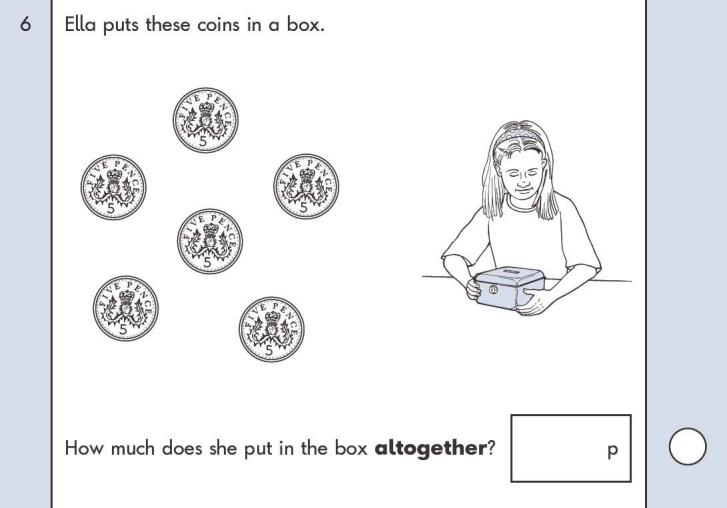 6 Ella puts these coins in a box.
FIVE PENCE
5
FIVE PENCE
5
FIVE PENCE
5
FIVE PENCE
5
FIVE PENCE
5
FIVE PENCE
5
How much does she put in the box altogether?
p